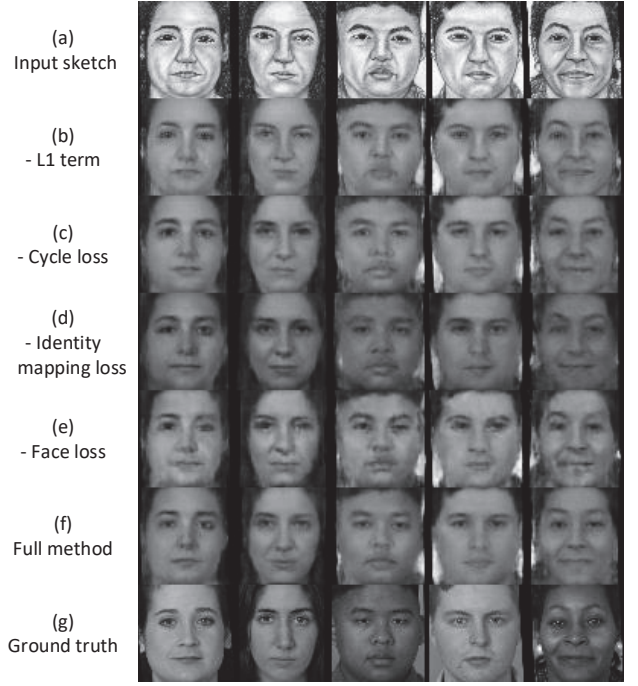 (a)
Input sketch
(b)
- L1 term
(c)
- Cycle loss
(d)
- Identity
mapping loss
(e)
- Face loss
(f)
Full method
(g)
Ground truth